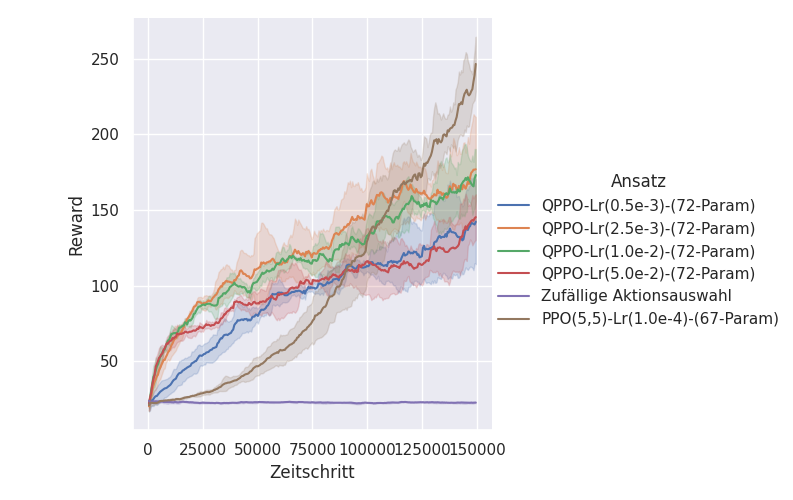 250
200
150
100
50
Reward
0
25000
50000
75000
100000
125000
150000
Zeitschritt
Ansatz
QPPO-Lr(0.5e-3)-(72-Param)
QPPO-Lr(2.5e-3)-(72-Param)
QPPO-Lr(1.0e-2)-(72-Param)
QPPO-Lr(5.0e-2)-(72-Param)
Zufällige Aktionsauswahl
PPO(5,5)-Lr(1.0e-4)-(67-Param)